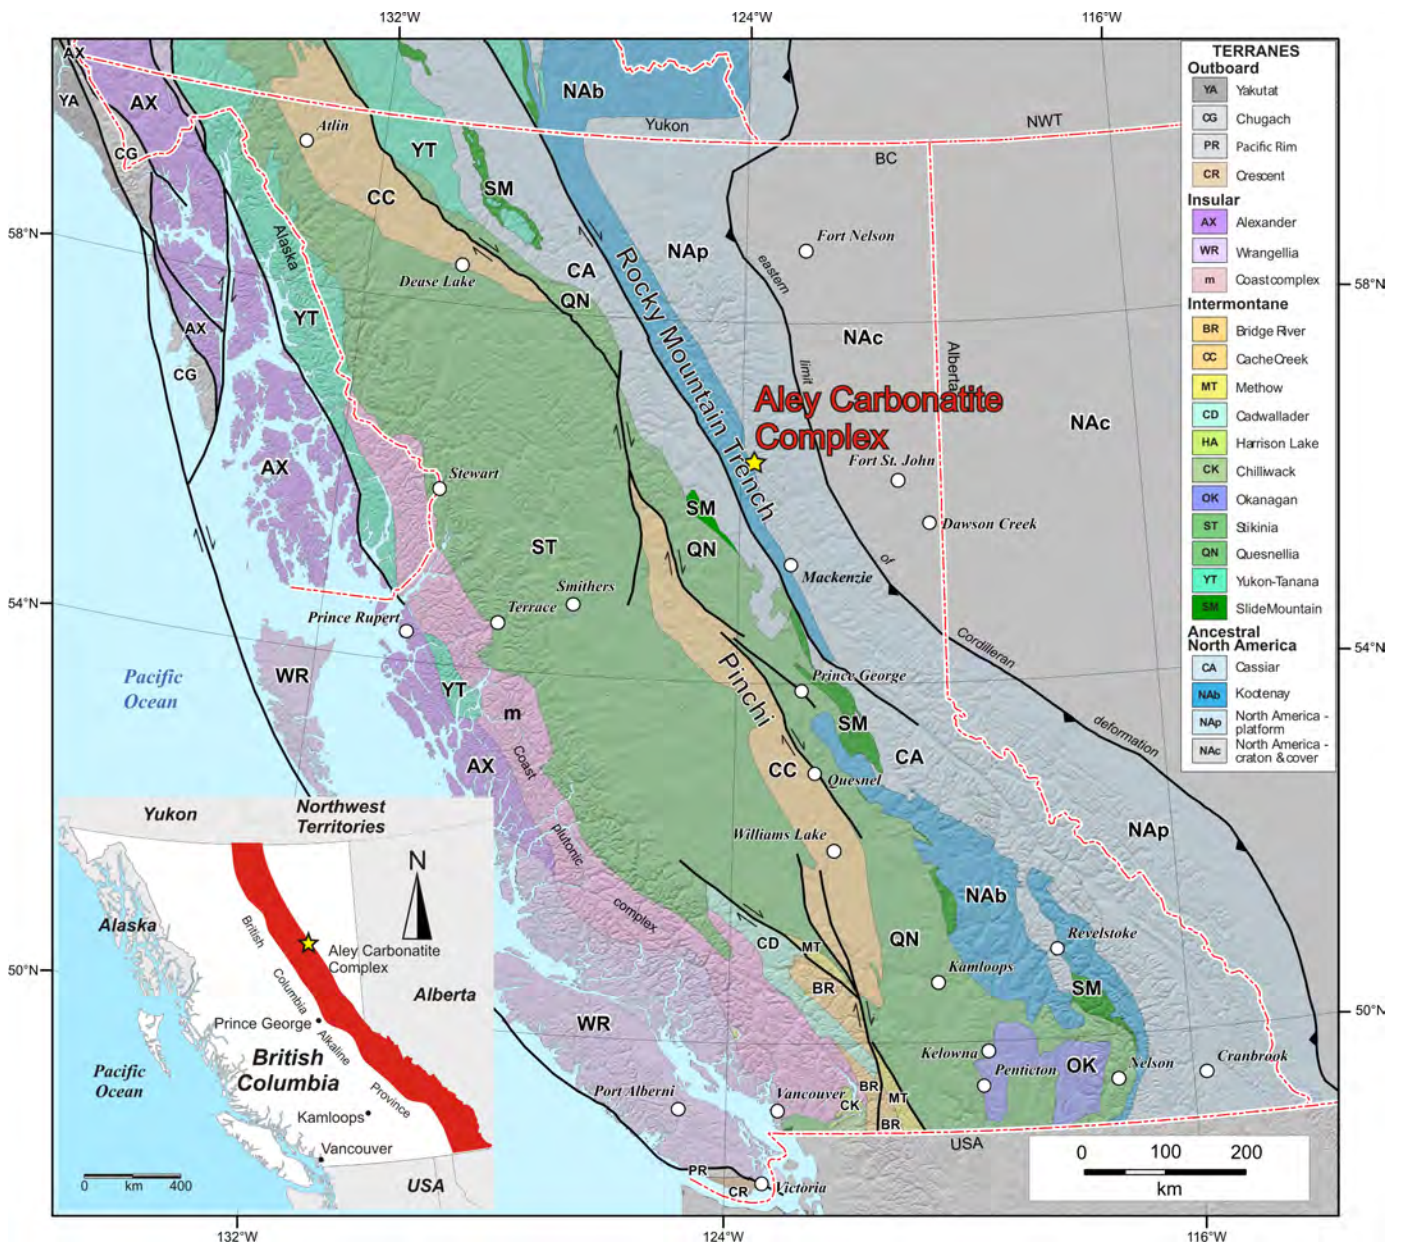 132°W
124°W
116°W
58°N
54°N
50°N
58°N
54°N
50°N
132°W
124°W
116°W
AX
YA
AX
CG
Atlin
YT
CC
SM
NAb
Yukon
NWT
BC
Alaska
Dease Lake
QN
CA
NAp
Fort Nelson
eastern
limit
of
Cordilleran
deformation
NAc
Alberta
NAc
Rocky Mountain Trench
Aley Carbonatite
Complex
Fort St. John
Dawson Creek
Mackenzie
AX
CG
YT
AX
Stewart
ST
Smithers
Terrace
Prince Rupert
SM
QN
Pinchi
Prince George
SM
CA
Pacific
Ocean
WR
YT
m
AX
Coast
plutonic
complex
CC
Quesnel
Williams Lake
NAp
NAb
Revelstoke
QN
Kamloops
SM
CD
MT
BR
WR
Kelowna
Penticton
OK
Nelson
Cranbrook
Port Alberni
Vancouver
CK
BR
MT
BR
USA
PR
CR
Victoria
0 100 200
km
TERRANES
Outboard
YA Yakutat
CG Chugach
PR Pacific Rim
CR Crescent
Insular
AX Alexander
WR Wrangellia
m Coast complex
Intermontane
BR Bridge River
CC Cache Creek
MT Methow
CD Cadwallader
HA Harrison Lake
CK Chilliwack
OK Okanagan
ST Stikinia
QN Quesnellia
YT Yukon-Tanana
SM Slide Mountain
Ancestral
North America
CA Cassiar
NAb Kootenay
NAp North America -
platform
NAc North America -
craton & cover
Yukon
Northwest
Territories
Alaska
N
British
Columbia
Alkaline
Province
Aley Carbonatite
Complex
Alberta
Prince George
British
Columbia
Pacific
Ocean
Kamloops
Vancouver
USA
0 km 400